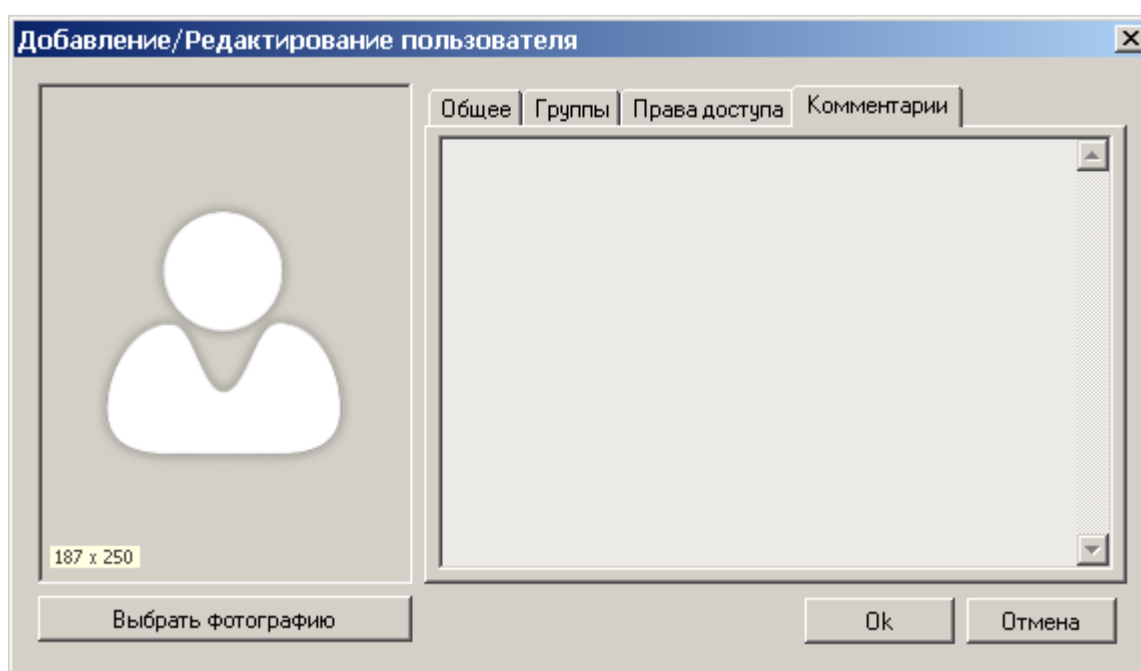 Добавление/Редактирование пользователя
Общее Группы Права доступа Комментарии
187 x 250
Выбрать фотографию
Ok Отмена